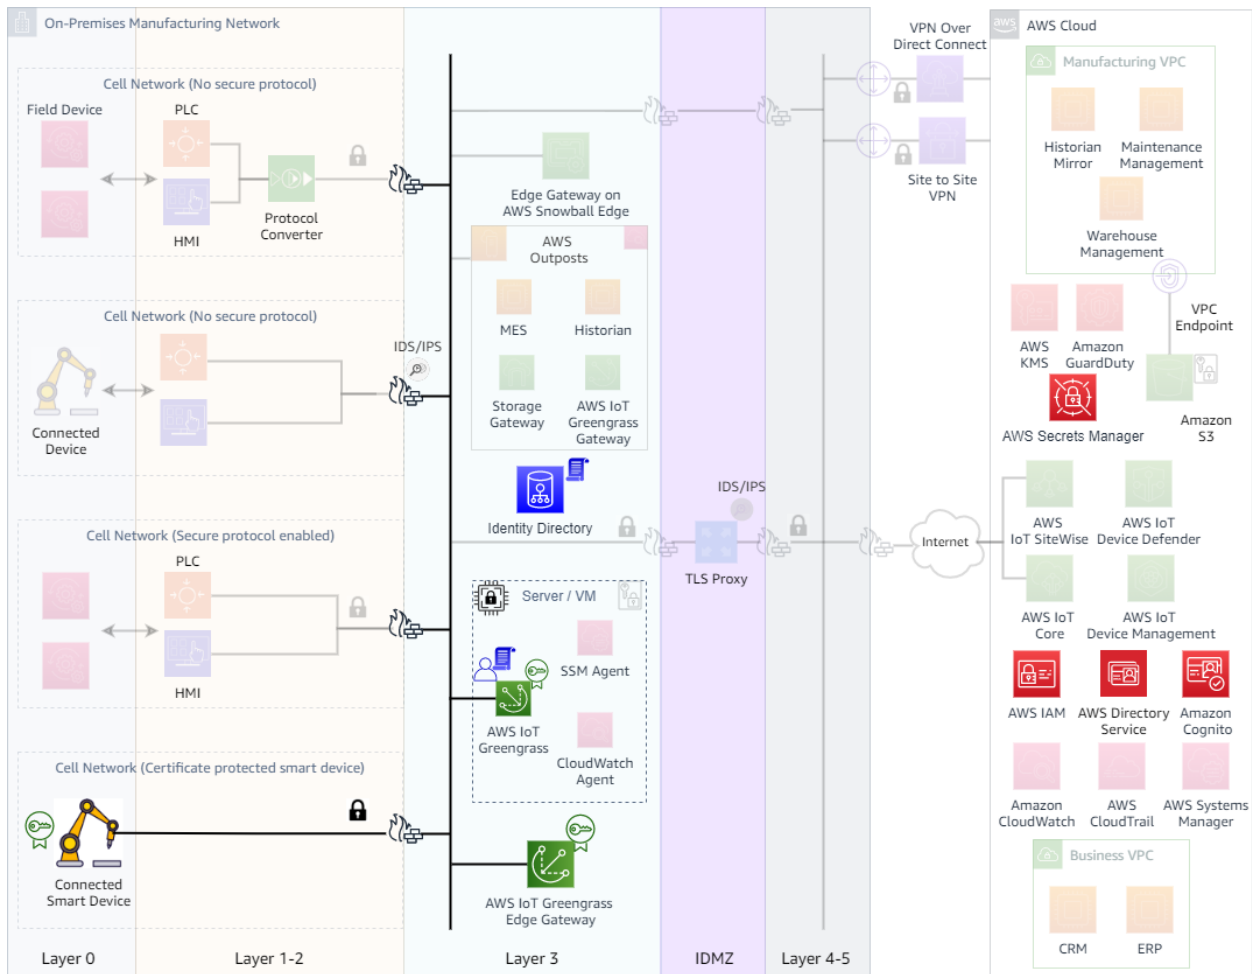 On-Premises Manufacturing Network
Cell Network (No secure protocol)
Field Device
PLC
HMI
Protocol
Converter
Cell Network (No secure protocol)
Connected
Device
IDS/IPS
Cell Network (Secure protocol enabled)
PLC
HMI
Cell Network (Certificate protected smart device)
Connected
Smart Device
Edge Gateway on
AWS Snowball Edge
AWS
Outposts
MES
Historian
Storage
Gateway
AWS IoT
Greengrass
Gateway
Identity Directory
Server / VM
SSM Agent
AWS IoT
Greengrass
CloudWatch
Agent
AWS IoT Greengrass
Edge Gateway
IDS/IPS
TLS Proxy
VPN Over
Direct Connect
Site to Site
VPN
Internet
aws
AWS Cloud
Manufacturing VPC
Historian
Mirror
Maintenance
Management
Warehouse
Management
VPC
Endpoint
AWS
KMS
Amazon
GuardDuty
AWS Secrets Manager
Amazon
S3
AWS
IoT SiteWise
AWS IoT
Device Defender
AWS IoT
Core
AWS IoT
Device Management
AWS IAM
AWS Directory
Service
Amazon
Cognito
Amazon
CloudWatch
AWS
CloudTrail
AWS Systems
Manager
Business VPC
CRM
ERP
Layer 0
Layer 1-2
Layer 3
IDMZ
Layer 4-5